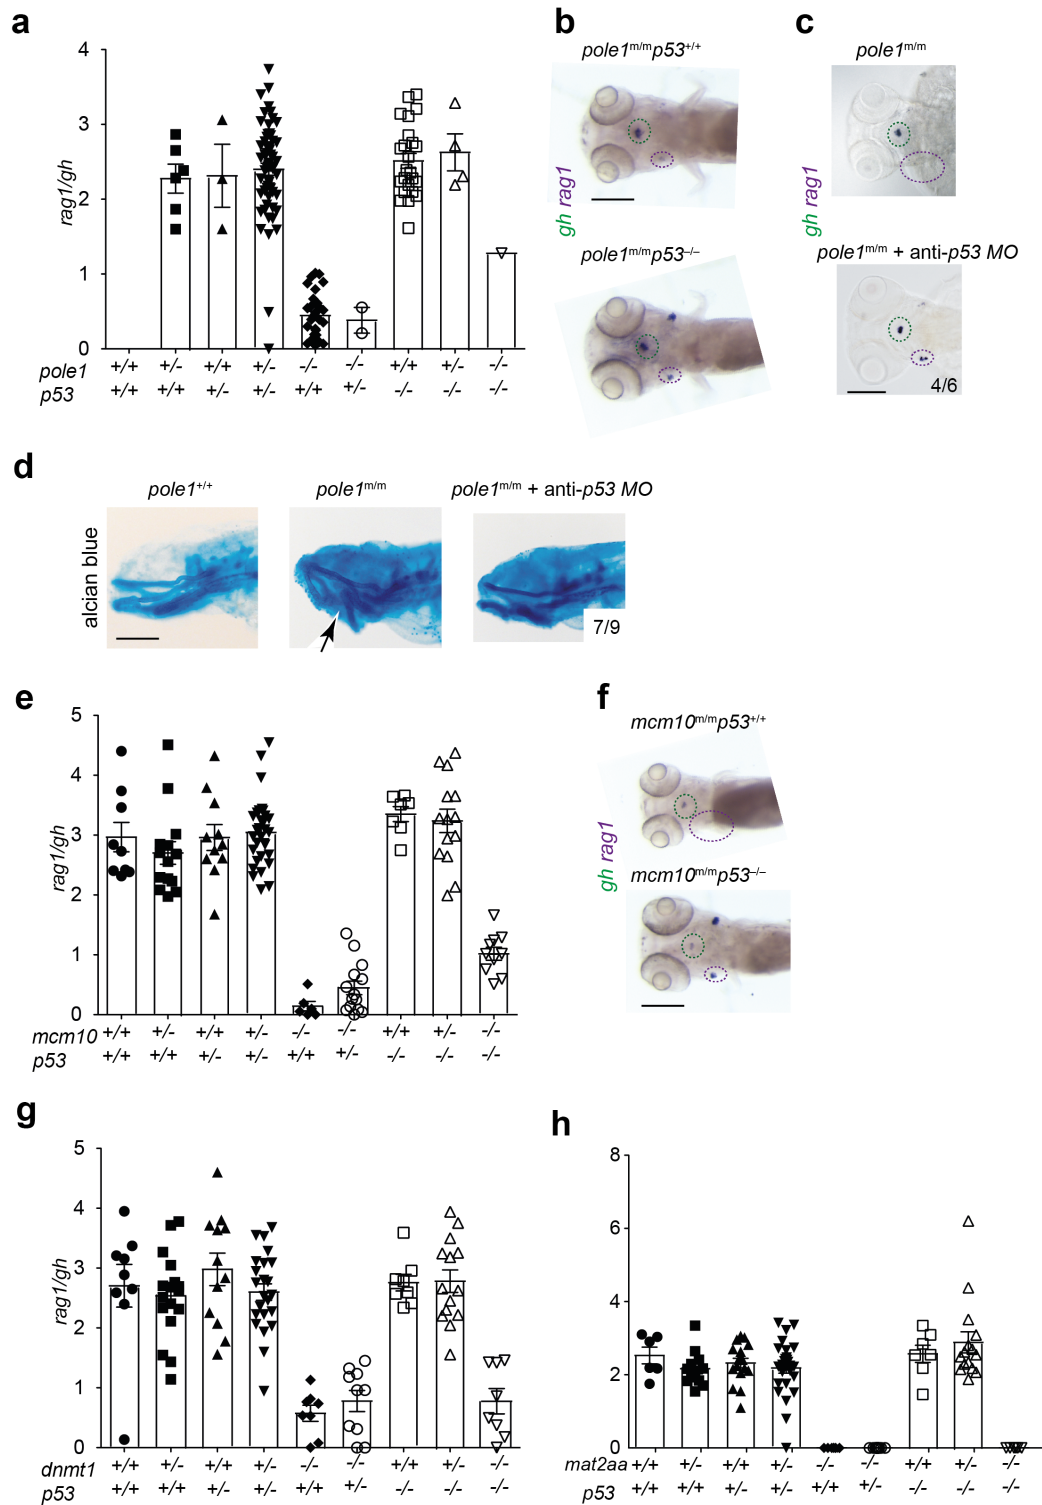 a
rag1/gh
4
3
2
1
0
pole1 +/+ +/- +/+ +/- -/- -/- +/+ +/- -/-
p53 +/+ +/+ +/- +/- +/+ +/- -/- -/- -/-
b
pole1m/mp53+/+
gh rag1
pole1m/mp53–/–
c
pole1m/m
gh rag1
pole1m/m + anti-p53 MO
4/6
d
pole1+/+
pole1m/m
pole1m/m + anti-p53 MO
alcian blue
7/9
e
rag1/gh
5
4
3
2
1
0
mcm10 +/+ +/- +/+ +/- -/- -/- +/+ +/- -/-
p53 +/+ +/+ +/- +/- +/+ +/- -/- -/- -/-
f
mcm10m/mp53+/+
gh rag1
mcm10m/mp53–/–
g
rag1/gh
5
4
3
2
1
0
dnmt1 +/+ +/- +/+ +/- -/- -/- +/+ +/- -/-
p53 +/+ +/+ +/- +/- +/+ +/- -/- -/- -/-
h
8
6
4
2
0
mat2aa +/+ +/- +/+ +/- -/- -/- +/+ +/- -/-
p53 +/+ +/+ +/- +/- +/+ +/- -/- -/- -/-